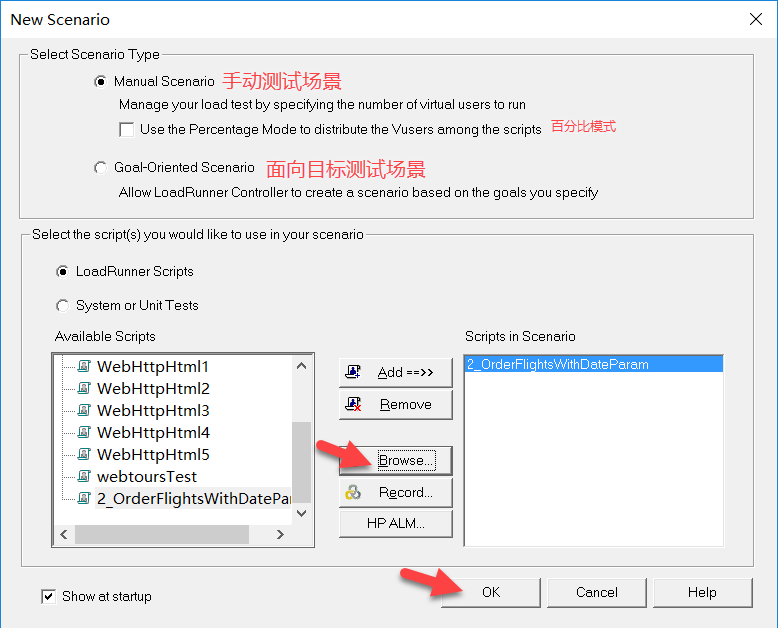 New Scenario
Select Scenario Type
Manual Scenario 手动测试场景
Manage your load test by specifying the number of virtual users to run
Use the Percentage Mode to distribute the Vusers among the scripts 百分比模式
Goal-Oriented Scenario 面向目标测试场景
Allow LoadRunner Controller to create a scenario based on the goals you specify
Select the script(s) you would like to use in your scenario
LoadRunner Scripts
System or Unit Tests
Available Scripts
WebHttpHtml1
WebHttpHtml2
WebHttpHtml3
WebHttpHtml4
WebHttpHtml5
webtoursTest
2_OrderFlightsWithDatePar
Add ==>>
Remove
Browse...
Record...
HP ALM...
Scripts in Scenario
2_OrderFlightsWithDateParam
Show at startup
OK
Cancel
Help